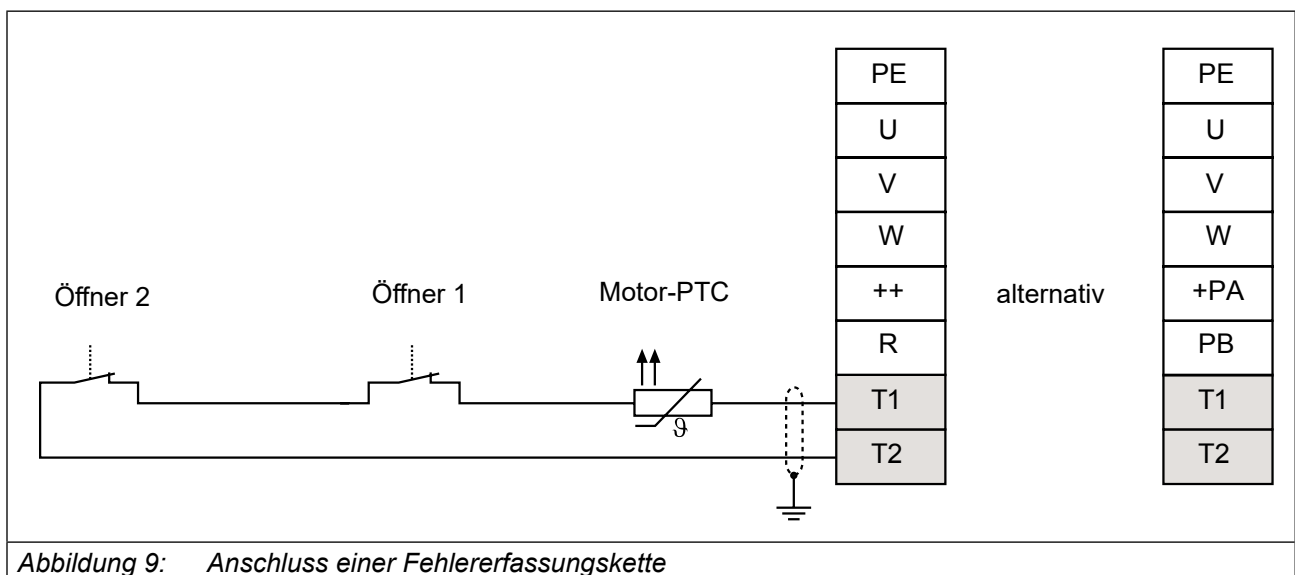 PE PE
U U
V V
W W
Öffner 2 Öffner 1 Motor-PTC ++ alternativ +PA
R PB
T1 T1
ϑ
T2 T2
Abbildung 9: Anschluss einer Fehlererfassungskette